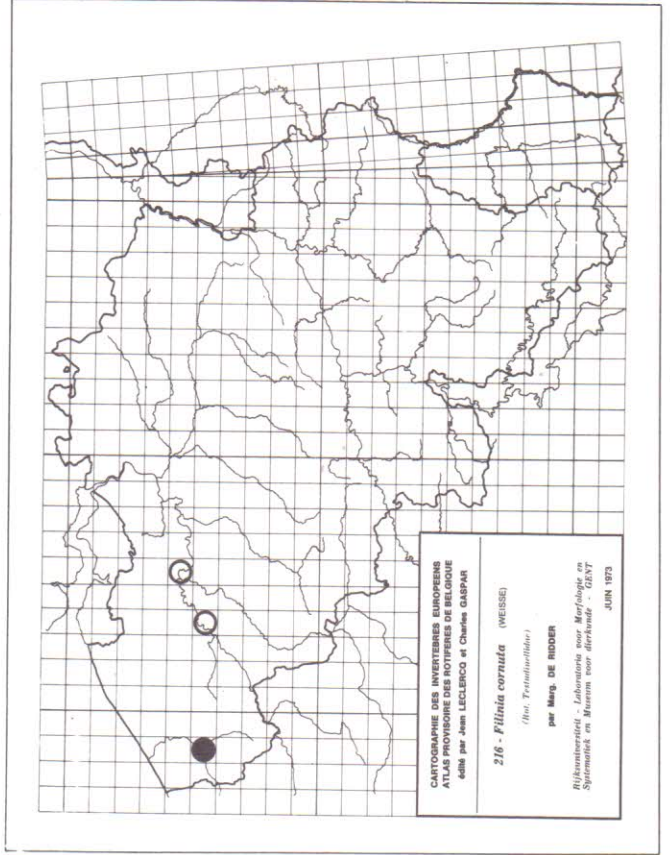 CARTOGRAPHIE DES INVERTEBRES EUROPEENS
ATLAS PROVISOIRE DES ROTIFERES DE BELGIQUE
édité par Jean LECLERCQ et Charles GASPAR
216 - Filinia cornuta (WEISSE)
(Rot. Testudinellidae)
par Marg. DE RIDDER
Rijksuniversiteit - Laboratoria voor Morfologie en
Systematiek en Museum voor dierkunde - GENT
JUIN 1973